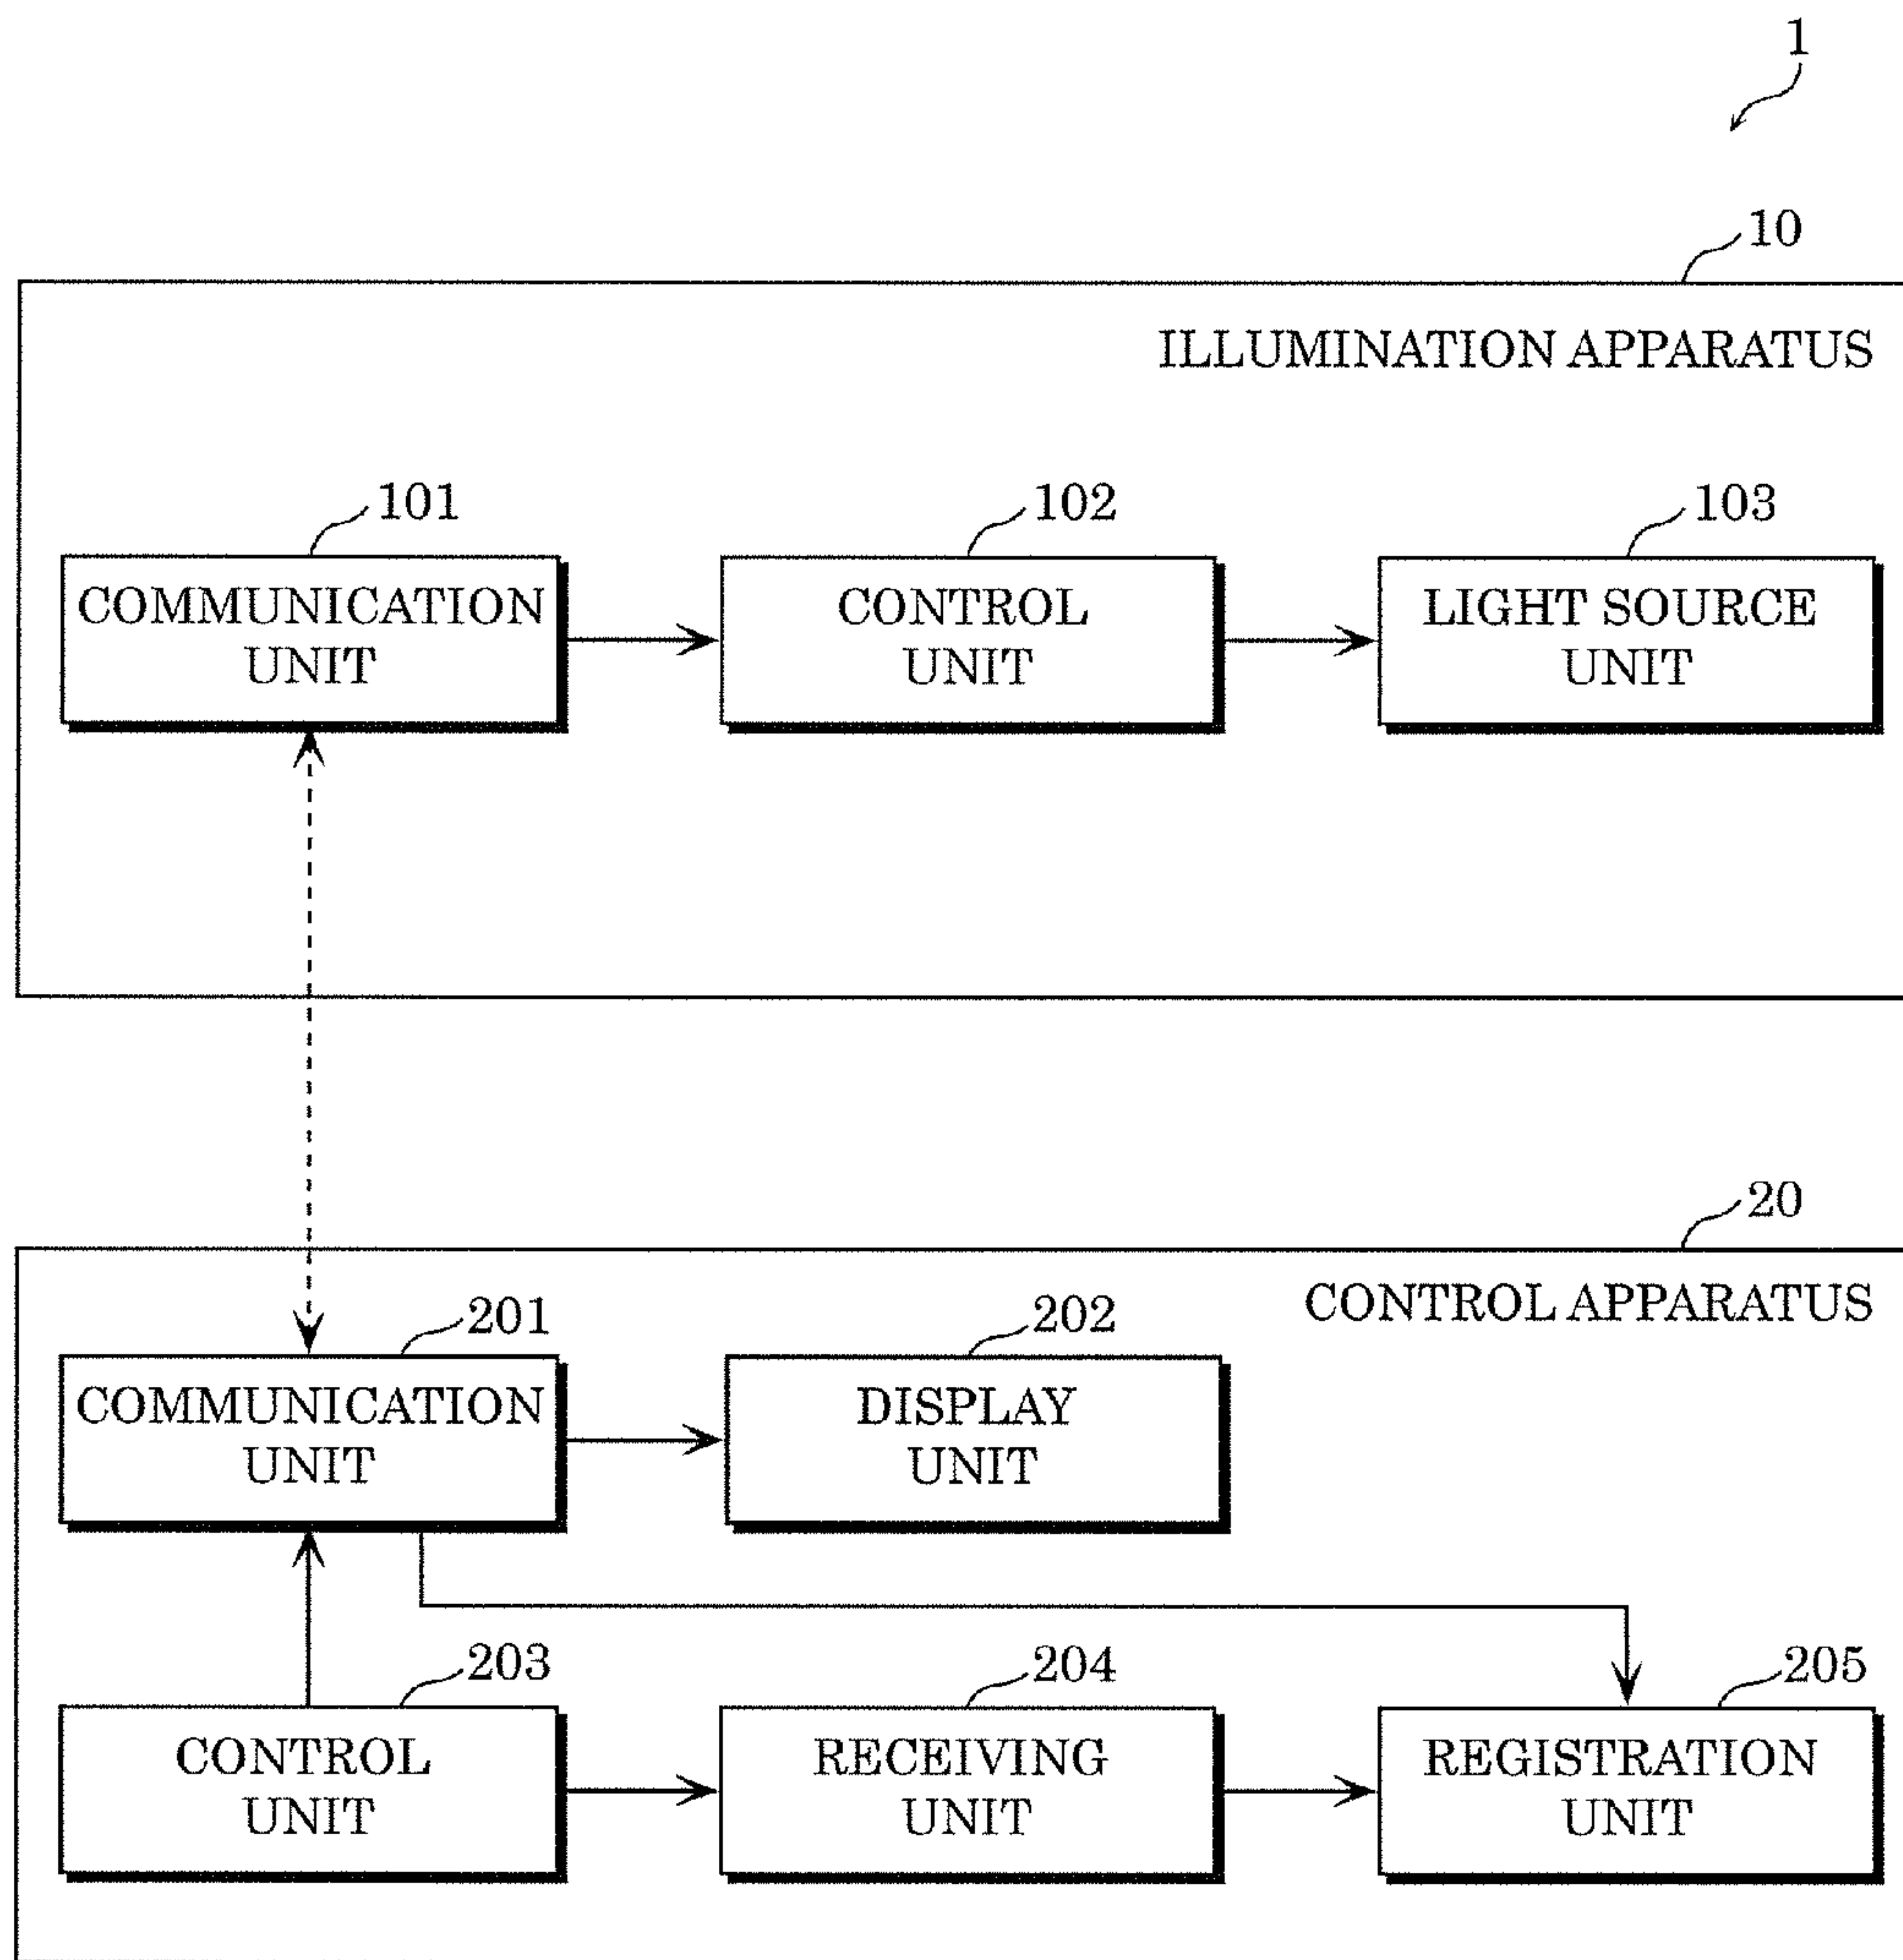 1
10
ILLUMINATION APPARATUS
101
102
103
COMMUNICATION
UNIT
CONTROL
UNIT
LIGHT SOURCE
UNIT
20
CONTROL APPARATUS
201
202
COMMUNICATION
UNIT
DISPLAY
UNIT
203
204
205
CONTROL
UNIT
RECEIVING
UNIT
REGISTRATION
UNIT